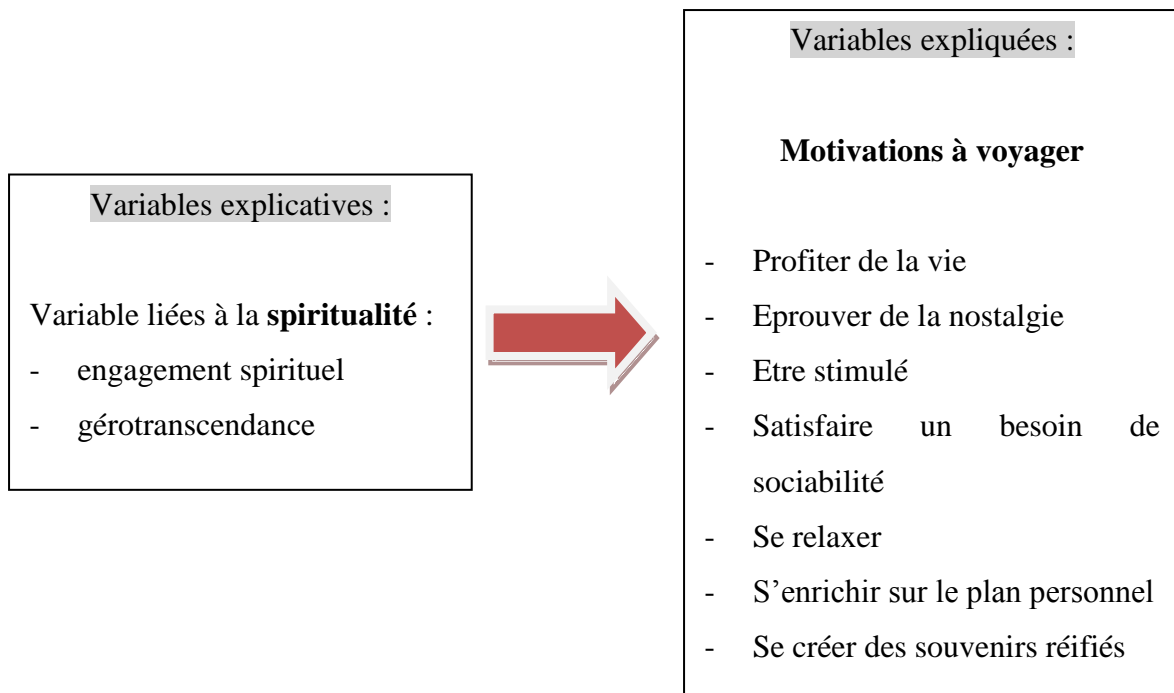 Variables explicatives :
Variable liées à la spiritualité :
- engagement spirituel
- gérotranscendance
Variables expliquées :
Motivations à voyager
- Profiter de la vie
- Eprouver de la nostalgie
- Etre stimulé
- Satisfaire un besoin de
sociabilité
- Se relaxer
- S’enrichir sur le plan personnel
- Se créer des souvenirs réifiés